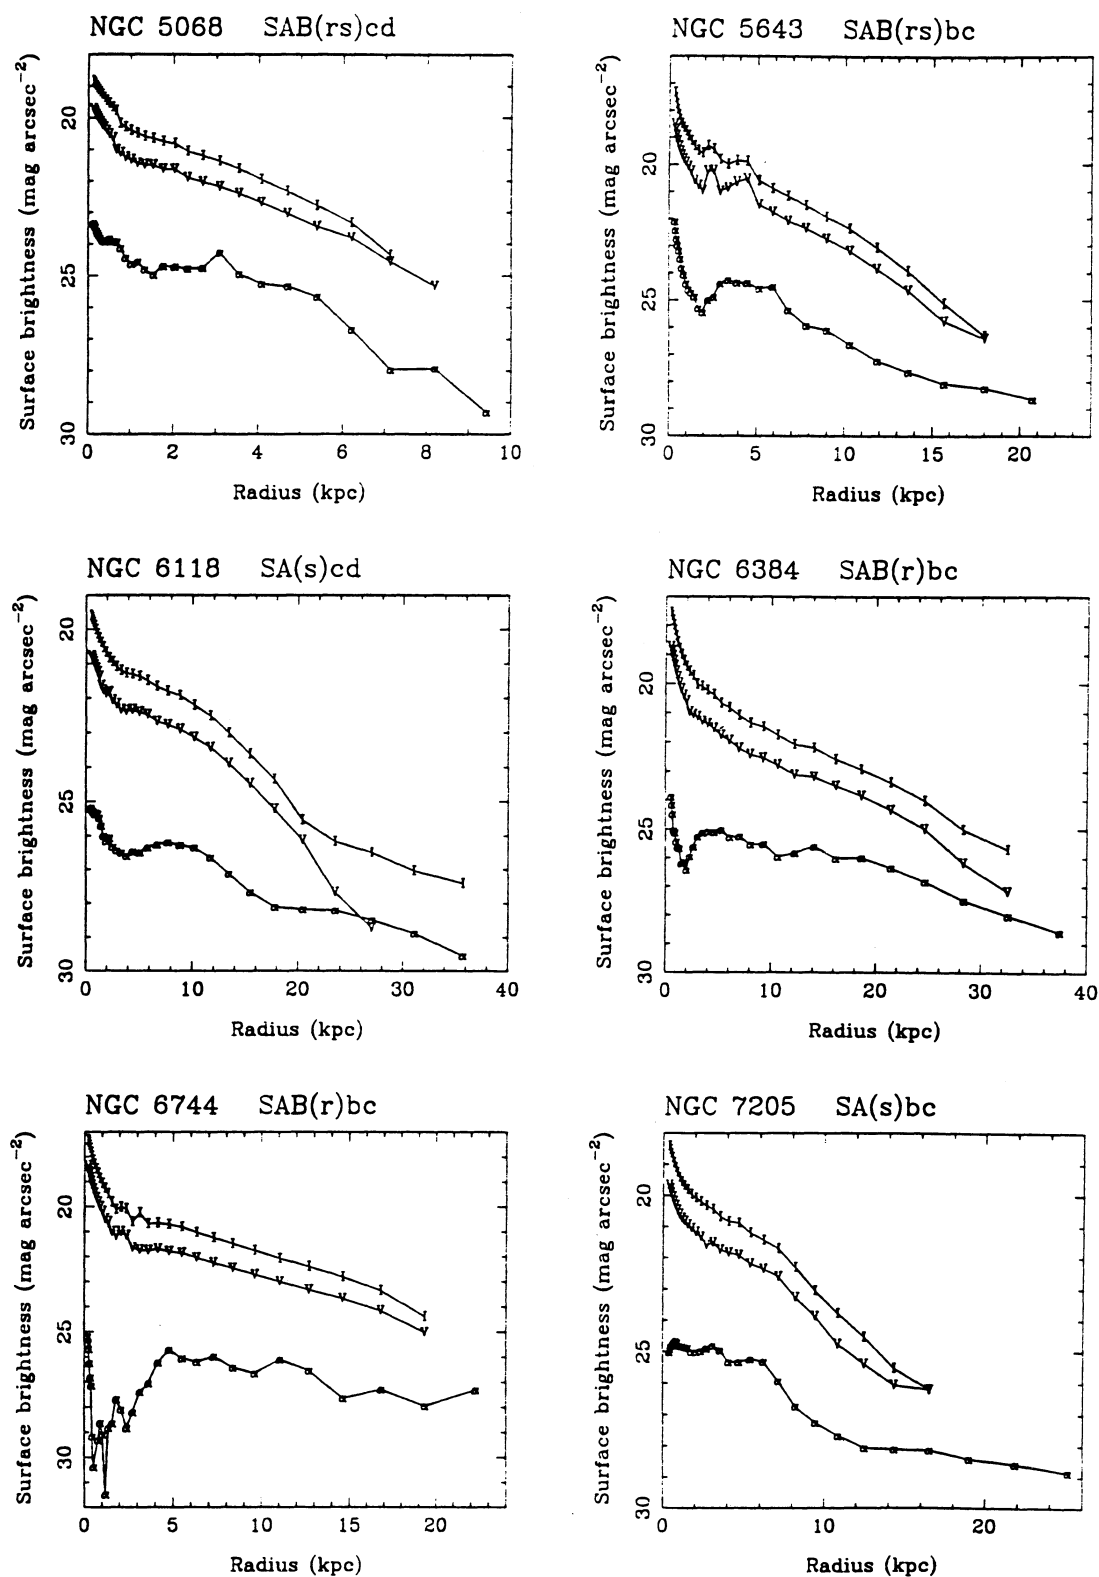 NGC 5068 SAB(rs)cd
Surface brightness (mag arcsec⁻²)
20
25
30
0 2 4 6 8 10
Radius (kpc)
NGC 5643 SAB(rs)bc
Surface brightness (mag arcsec⁻²)
20
25
30
0 5 10 15 20
Radius (kpc)
NGC 6118 SA(s)cd
Surface brightness (mag arcsec⁻²)
20
25
30
0 10 20 30 40
Radius (kpc)
NGC 6384 SAB(r)bc
Surface brightness (mag arcsec⁻²)
20
25
30
0 10 20 30 40
Radius (kpc)
NGC 6744 SAB(r)bc
Surface brightness (mag arcsec⁻²)
20
25
30
0 5 10 15 20
Radius (kpc)
NGC 7205 SA(s)bc
Surface brightness (mag arcsec⁻²)
20
25
30
0 10 20
Radius (kpc)